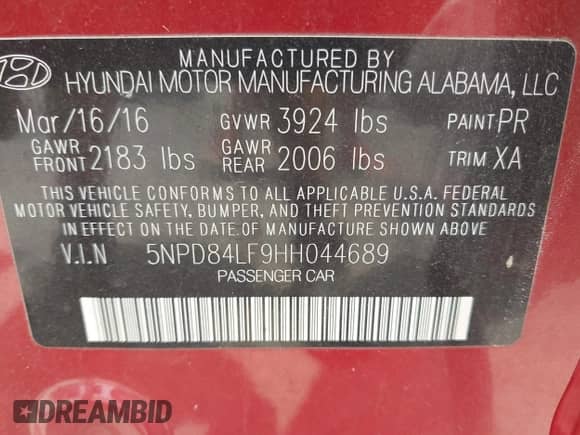 MANUFACTURED BY
HYUNDAI MOTOR MANUFACTURING ALABAMA, LLC
Mar/16/16 GVWR 3924 lbs PAINT PR
GAWR FRONT 2183 lbs GAWR REAR 2006 lbs TRIM XA
THIS VEHICLE CONFORMS TO ALL APPLICABLE U.S.A. FEDERAL
MOTOR VEHICLE SAFETY, BUMPER, AND THEFT PREVENTION STANDARDS
IN EFFECT ON THE DATE OF MANUFACTURE SHOWN ABOVE
V.I.N 5NPD84LF9HH044689
PASSENGER CAR
DREAMBID